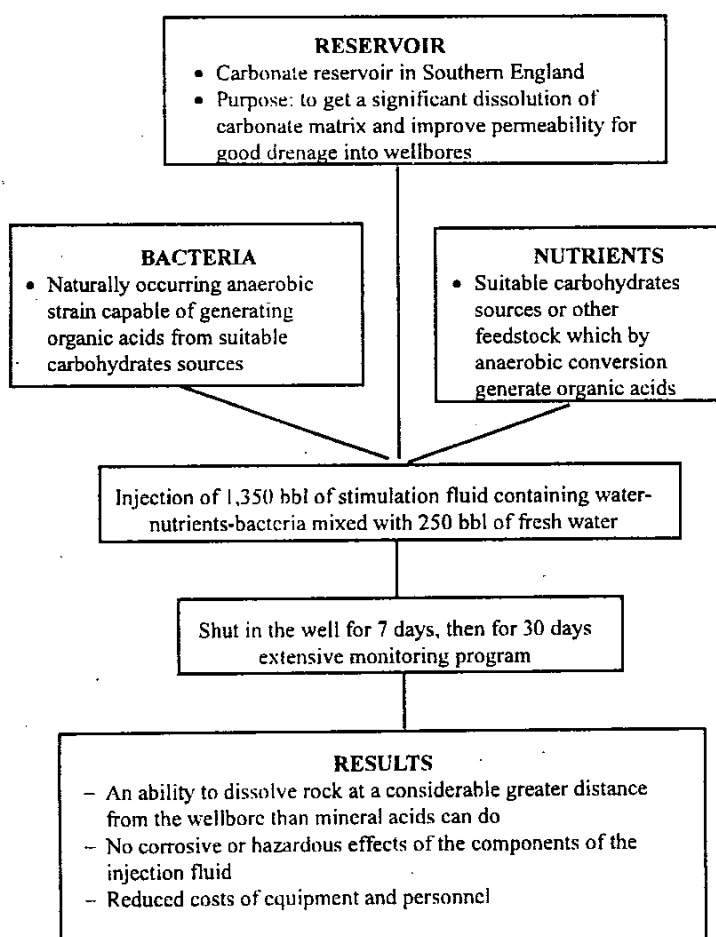 RESERVOIR
• Carbonate reservoir in Southern England
• Purpose: to get a significant dissolution of
carbonate matrix and improve permeability for
good drenage into wellbores
BACTERIA
• Naturally occurring anaerobic
strain capable of generating
organic acids from suitable
carbohydrates sources
NUTRIENTS
• Suitable carbohydrates
sources or other
feedstock which by
anaerobic conversion
generate organic acids
Injection of 1,350 bbl of stimulation fluid containing water-
nutrients-bacteria mixed with 250 bbl of fresh water
Shut in the well for 7 days, then for 30 days
extensive monitoring program
RESULTS
– An ability to dissolve rock at a considerable greater distance
from the wellbore than mineral acids can do
– No corrosive or hazardous effects of the components of the
injection fluid
– Reduced costs of equipment and personnel